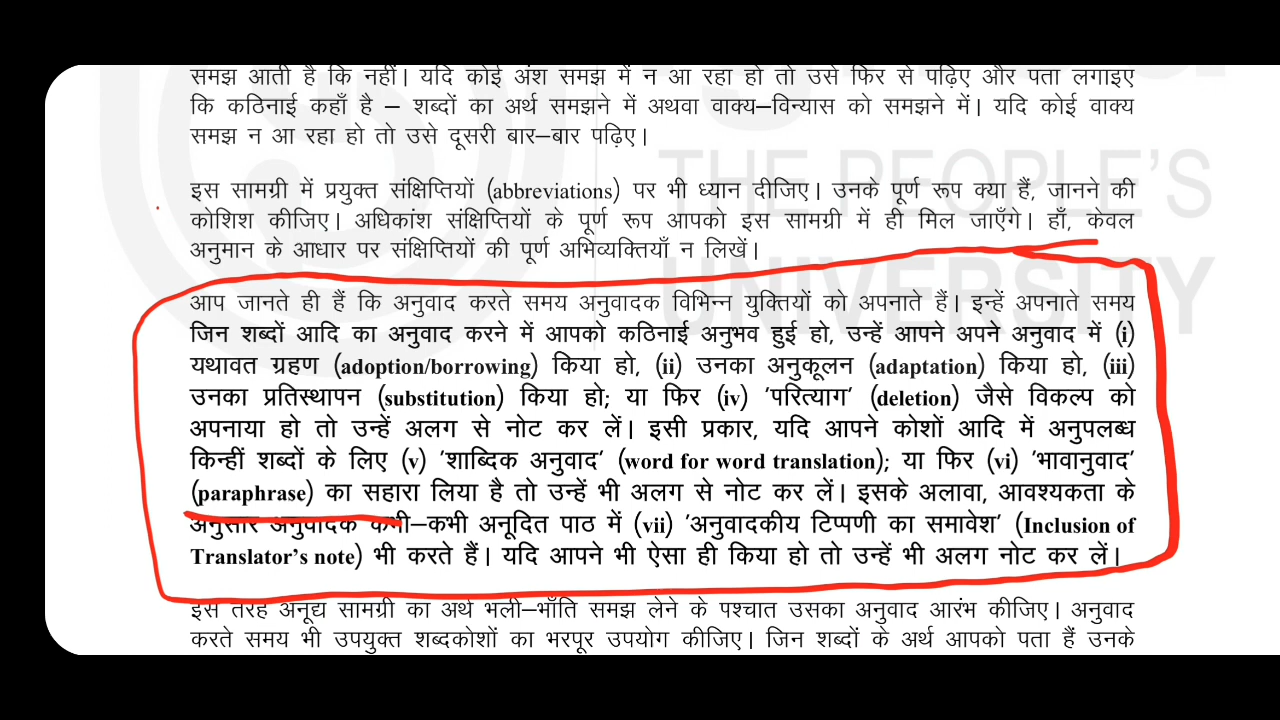 समझ आती है कि नहीं। यदि कोई अंश समझ में न आ रहा हो तो उसे फिर से पढ़िए और पता लगाइए
कि कठिनाई कहाँ है – शब्दों का अर्थ समझने में अथवा वाक्य–विन्यास को समझने में। यदि कोई वाक्य
समझ न आ रहा हो तो उसे दूसरी बार–बार पढ़िए।
इस सामग्री में प्रयुक्त संक्षिप्तियों (abbreviations) पर भी ध्यान दीजिए। उनके पूर्ण रूप क्या हैं, जानने की
कोशिश कीजिए। अधिकांश संक्षिप्तियों के पूर्ण रूप आपको इस सामग्री में ही मिल जाएँगे। हाँ, केवल
अनुमान के आधार पर संक्षिप्तियों की पूर्ण अभिव्यक्तियाँ न लिखें।
आप जानते ही हैं कि अनुवाद करते समय अनुवादक विभिन्न युक्तियों को अपनाते हैं। इन्हें अपनाते समय
जिन शब्दों आदि का अनुवाद करने में आपको कठिनाई अनुभव हुई हो, उन्हें आपने अपने अनुवाद में (i)
यथावत ग्रहण (adoption/borrowing) किया हो, (ii) उनका अनुकूलन (adaptation) किया हो, (iii)
उनका प्रतिस्थापन (substitution) किया हो; या फिर (iv) 'परित्याग' (deletion) जैसे विकल्प को
अपनाया हो तो उन्हें अलग से नोट कर लें। इसी प्रकार, यदि आपने कोशों आदि में अनुपलब्ध
किन्हीं शब्दों के लिए (v) 'शाब्दिक अनुवाद' (word for word translation); या फिर (vi) 'भावानुवाद'
(paraphrase) का सहारा लिया है तो उन्हें भी अलग से नोट कर लें। इसके अलावा, आवश्यकता के
अनुसार अनुवादक कभी–कभी अनूदित पाठ में (vii) 'अनुवादकीय टिप्पणी का समावेश' (Inclusion of
Translator's note) भी करते हैं। यदि आपने भी ऐसा ही किया हो तो उन्हें भी अलग नोट कर लें।
इस तरह अनूद्य सामग्री का अर्थ भली–भाँति समझ लेने के पश्चात उसका अनुवाद आरंभ कीजिए। अनुवाद
करते समय भी उपयुक्त शब्दकोशों का भरपूर उपयोग कीजिए। जिन शब्दों के अर्थ आपको पता हैं उनके
THE PEOPLE'S
UNIVERSITY